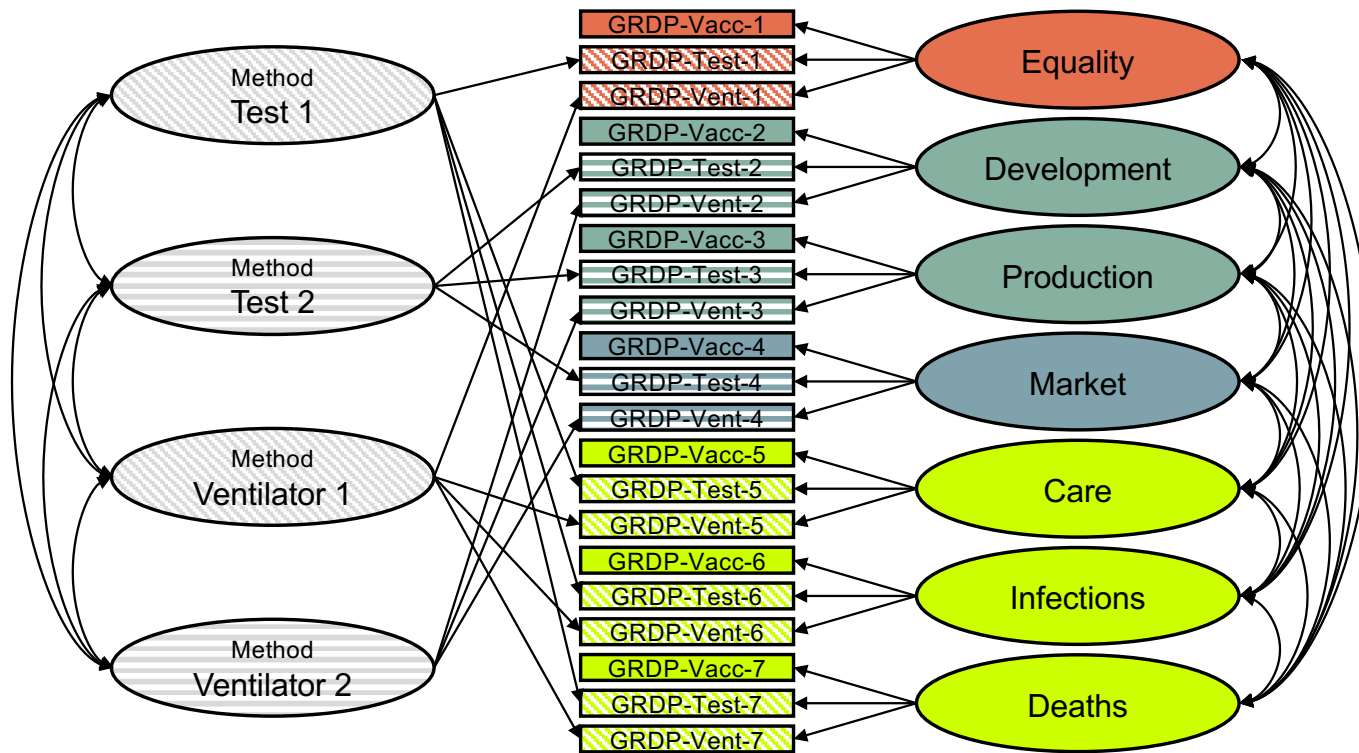 Method
Test 1
Method
Test 2
Method
Ventilator 1
Method
Ventilator 2
GRDP-Vacc-1
GRDP-Test-1
GRDP-Vent-1
GRDP-Vacc-2
GRDP-Test-2
GRDP-Vent-2
GRDP-Vacc-3
GRDP-Test-3
GRDP-Vent-3
GRDP-Vacc-4
GRDP-Test-4
GRDP-Vent-4
GRDP-Vacc-5
GRDP-Test-5
GRDP-Vent-5
GRDP-Vacc-6
GRDP-Test-6
GRDP-Vent-6
GRDP-Vacc-7
GRDP-Test-7
GRDP-Vent-7
Equality
Development
Production
Market
Care
Infections
Deaths